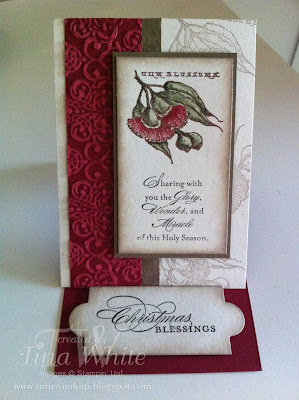 GUM BLOSSOMS
Sharing with
you the Glory,
Wonder, and
Miracle
of this Holy Season.
Christmas
BLESSINGS
created by
Tina White
Images © Stampin' Up!
www.timetoinkup.blogspot.com